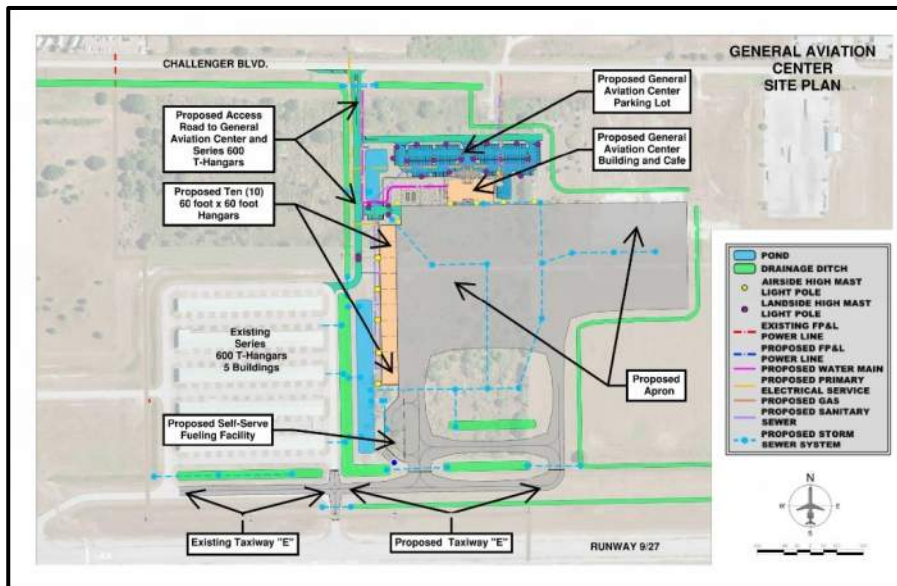 GENERAL AVIATION
CENTER
SITE PLAN
CHALLENGER BLVD.
Proposed General
Aviation Center
Parking Lot
Proposed Access
Road to General
Aviation Center and
Series 600
T-Hangars
Proposed General
Aviation Center
Building and Cafe
Proposed Ten (10)
60 foot x 60 foot
Hangars
POND
DRAINAGE DITCH
AIRSIDE HIGH MAST
LIGHT POLE
LANDSIDE HIGH MAST
LIGHT POLE
EXISTING FP&L
POWER LINE
PROPOSED FP&L
POWER LINE
PROPOSED WATER MAIN
PROPOSED PRIMARY
ELECTRICAL SERVICE
PROPOSED GAS
PROPOSED SANITARY
SEWER
PROPOSED STORM
SEWER SYSTEM
Existing
Series
600 T-Hangars
5 Buildings
Proposed
Apron
Proposed Self-Serve
Fueling Facility
N
W
E
S
Existing Taxiway "E"
Proposed Taxiway "E"
RUNWAY 9/27